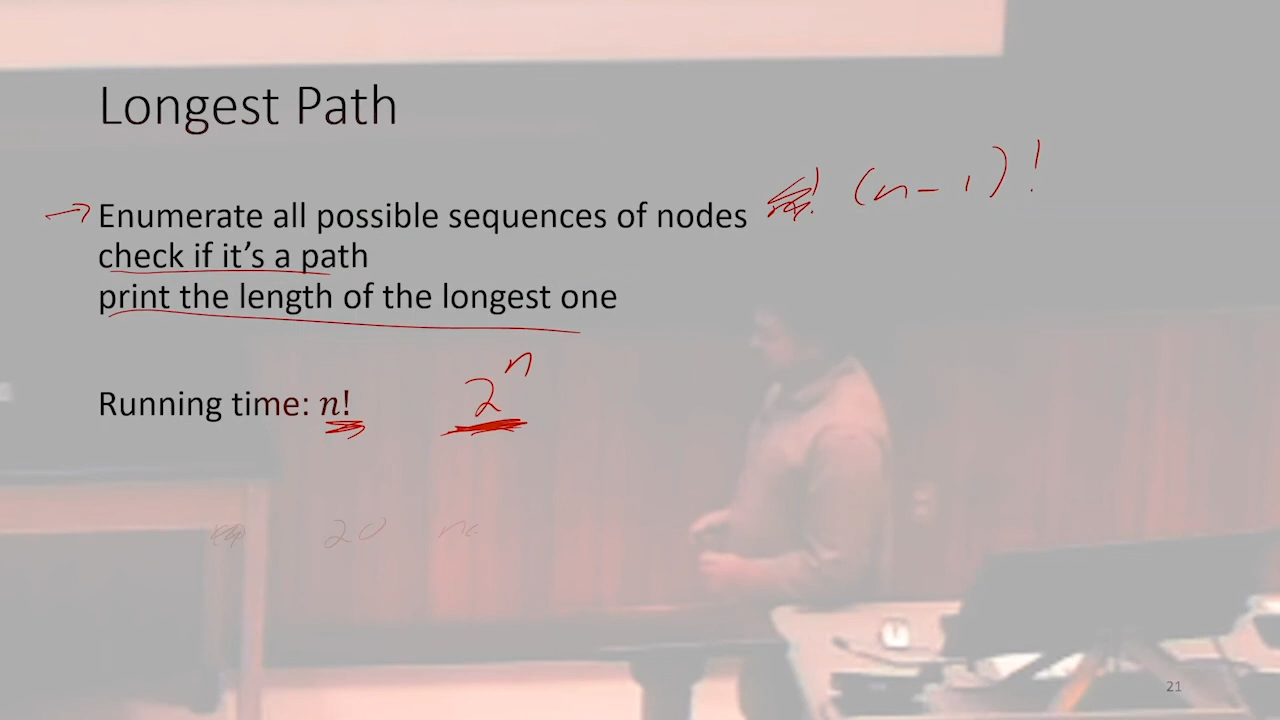 Longest Path
(n-1)!
→Enumerate all possible sequences of nodes
check if it's a path
print the length of the longest one
Running time: n! 2^n
20
21